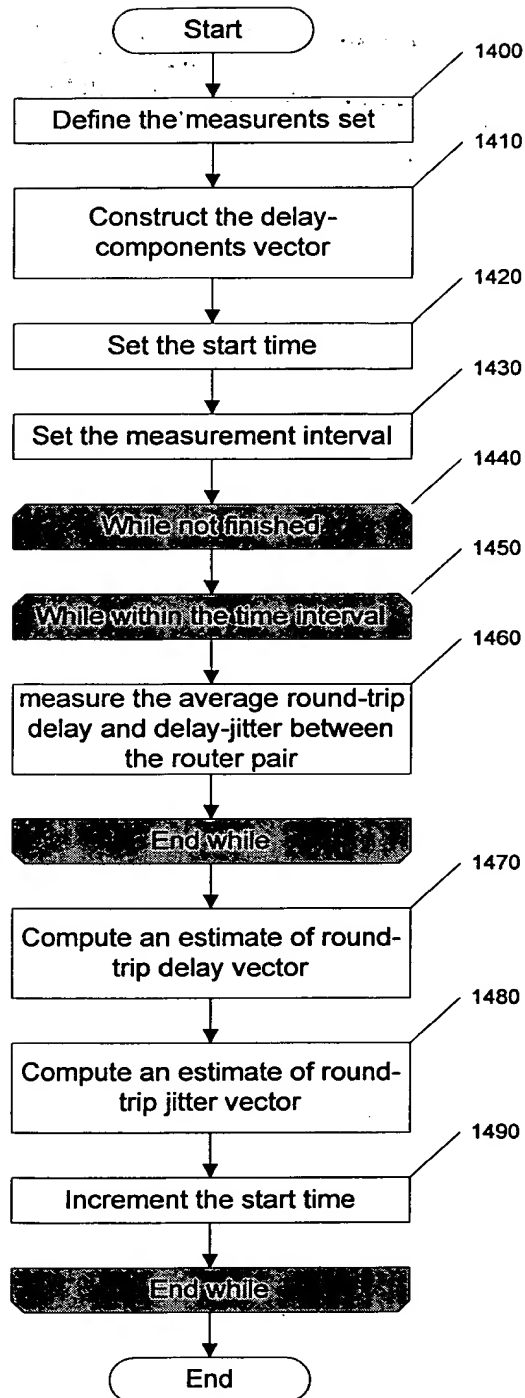 Start
1400
Define the measurents set
1410
Construct the delay-
components vector
1420
Set the start time
1430
Set the measurement interval
1440
While not finished
1450
While within the time interval
1460
measure the average round-trip
delay and delay-jitter between
the router pair
End while
1470
Compute an estimate of round-
trip delay vector
1480
Compute an estimate of round-
trip jitter vector
1490
Increment the start time
End while
End